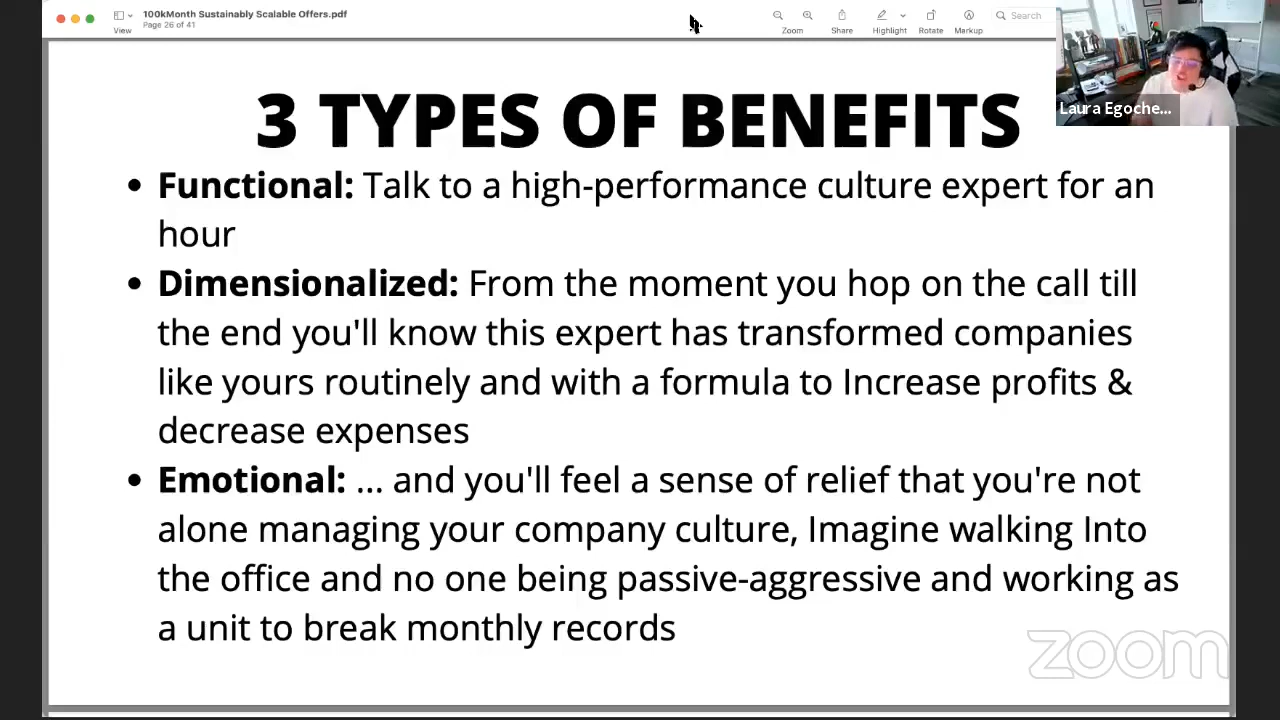 100kMonth Sustainably Scalable Offers.pdf
Page 26 of 41
View
Zoom
Share
Highlight
Rotate
Markup
Search
Laura Egoche...
3 TYPES OF BENEFITS
• Functional: Talk to a high-performance culture expert for an
hour
• Dimensionalized: From the moment you hop on the call till
the end you'll know this expert has transformed companies
like yours routinely and with a formula to Increase profits &
decrease expenses
• Emotional: ... and you'll feel a sense of relief that you're not
alone managing your company culture, Imagine walking Into
the office and no one being passive-aggressive and working as
a unit to break monthly records
zoom